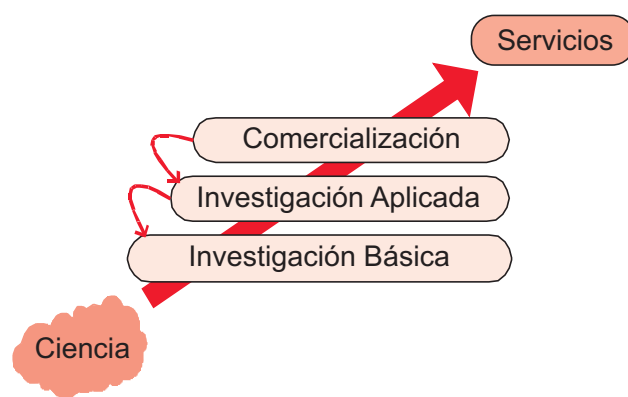 Servicios
Comercialización
Investigación Aplicada
Investigación Básica
Ciencia